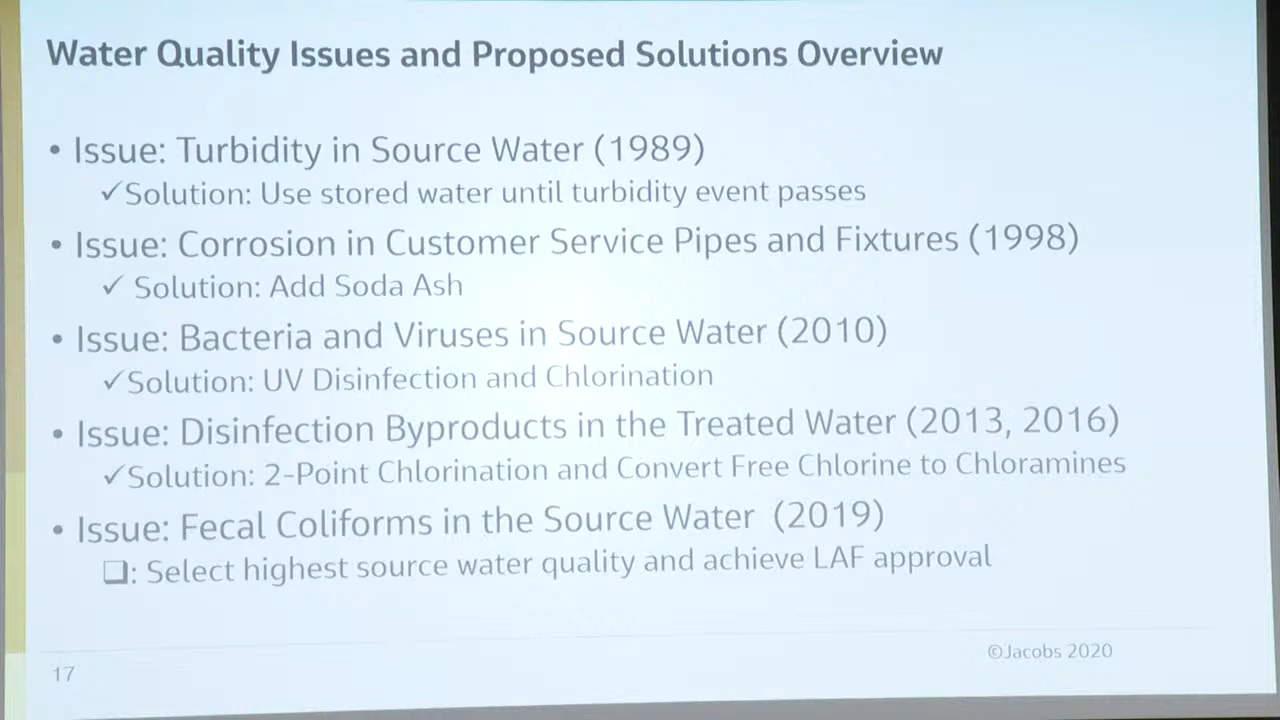 Water Quality Issues and Proposed Solutions Overview
• Issue: Turbidity in Source Water (1989)
✓Solution: Use stored water until turbidity event passes
• Issue: Corrosion in Customer Service Pipes and Fixtures (1998)
✓ Solution: Add Soda Ash
• Issue: Bacteria and Viruses in Source Water (2010)
✓Solution: UV Disinfection and Chlorination
• Issue: Disinfection Byproducts in the Treated Water (2013, 2016)
✓Solution: 2-Point Chlorination and Convert Free Chlorine to Chloramines
• Issue: Fecal Coliforms in the Source Water (2019)
❑: Select highest source water quality and achieve LAF approval
©Jacobs 2020
17